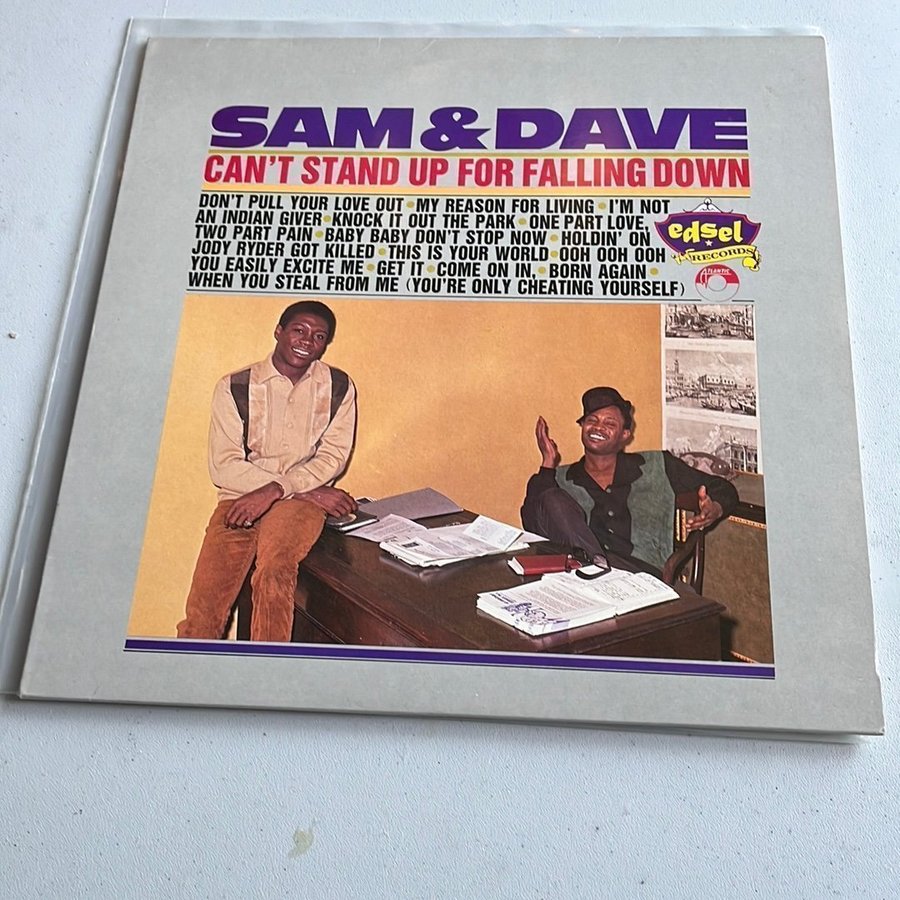 SAM & DAVE
CAN'T STAND UP FOR FALLING DOWN
DON'T PULL YOUR LOVE OUT • MY REASON FOR LIVING • I'M NOT
AN INDIAN GIVER • KNOCK IT OUT THE PARK • ONE PART LOVE,
TWO PART PAIN • BABY BABY DON'T STOP NOW • HOLDIN' ON
JODY RYDER GOT KILLED • THIS IS YOUR WORLD • OOH OOH OOH
YOU EASILY EXCITE ME • GET IT • COME ON IN, • BORN AGAIN •
WHEN YOU STEAL FROM ME (YOU'RE ONLY CHEATING YOURSELF)
edsel
RECORDS
ATLANTIC